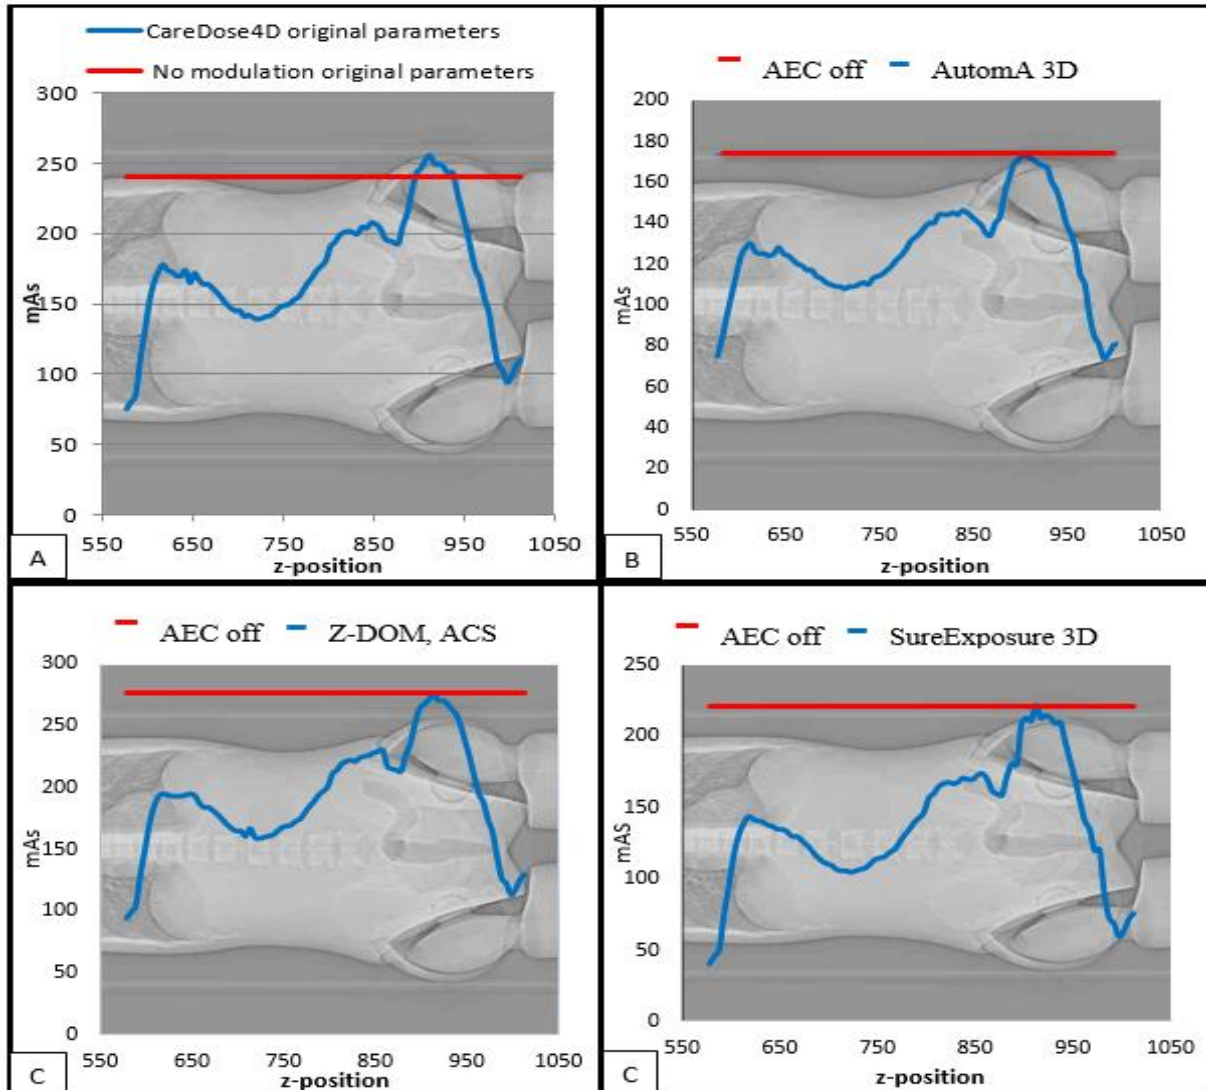 CareDose4D original parameters
No modulation original parameters
300
250
200
150
100
50
0
mAs
550 650 750 850 950 1050
z-position
A
AEC off AutomA 3D
200
180
160
140
120
100
80
60
40
20
0
mAs
550 650 750 850 950 1050
z-position
B
AEC off Z-DOM, ACS
300
250
200
150
100
50
0
mAs
550 650 750 850 950 1050
z-position
C
AEC off SureExposure 3D
250
200
150
100
50
0
mAs
550 650 750 850 950 1050
z-position
C